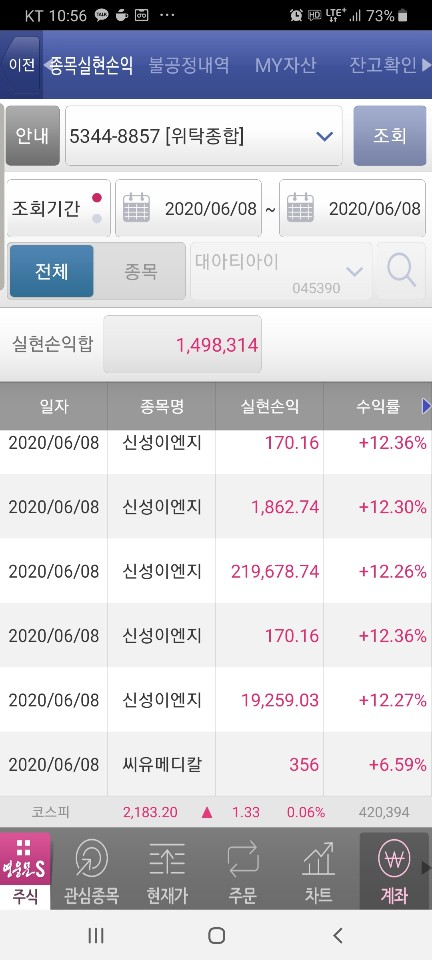 KT 10:56 HD LTE+ 73%
이전 종목실현손익 불공정내역 MY자산 잔고확인
안내 5344-8857 [위탁종합] 조회
조회기간 2020/06/08 ~ 2020/06/08
전체 종목 대아티아이
045390
실현손익합 1,498,314
일자 종목명 실현손익 수익률
2020/06/08 신성이엔지 170.16 +12.36%
2020/06/08 신성이엔지 1,862.74 +12.30%
2020/06/08 신성이엔지 219,678.74 +12.26%
2020/06/08 신성이엔지 170.16 +12.36%
2020/06/08 신성이엔지 19,259.03 +12.27%
2020/06/08 씨유메디칼 356 +6.59%
코스피 2,183.20 ▲ 1.33 0.06% 420,394
영웅문S
주식 관심종목 현재가 주문 차트 계좌